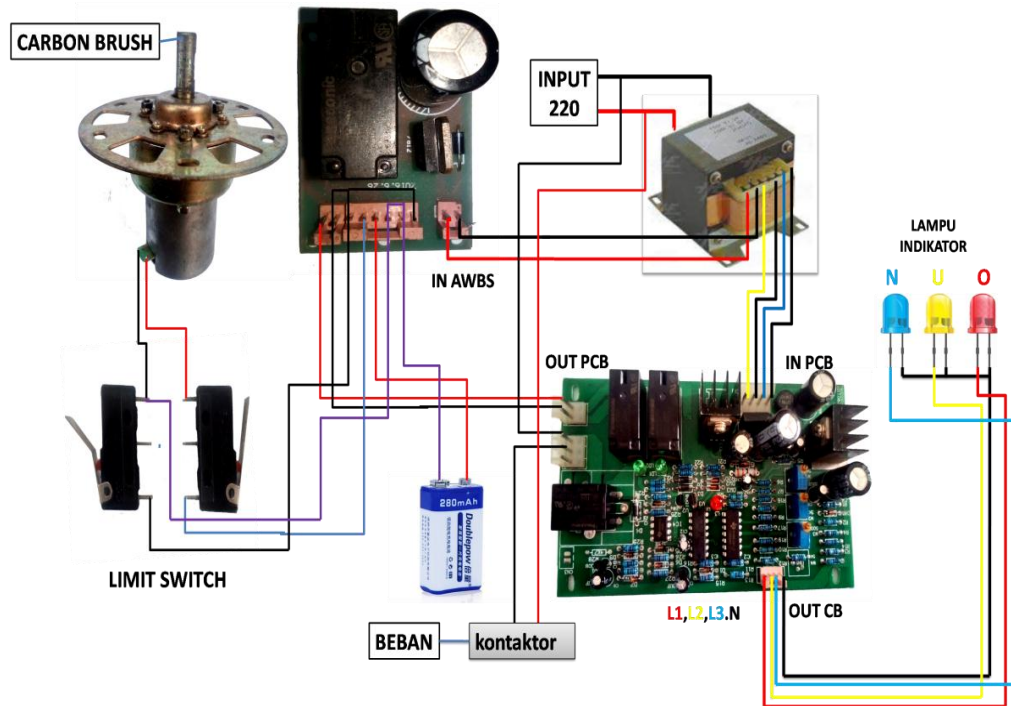 CARBON BRUSH
INPUT
220
IN AWBS
LAMPU
INDIKATOR
N U O
OUT PCB
IN PCB
280mAh
Doublepow
LIMIT SWITCH
L1,L2,L3.N
OUT CB
BEBAN
kontaktor